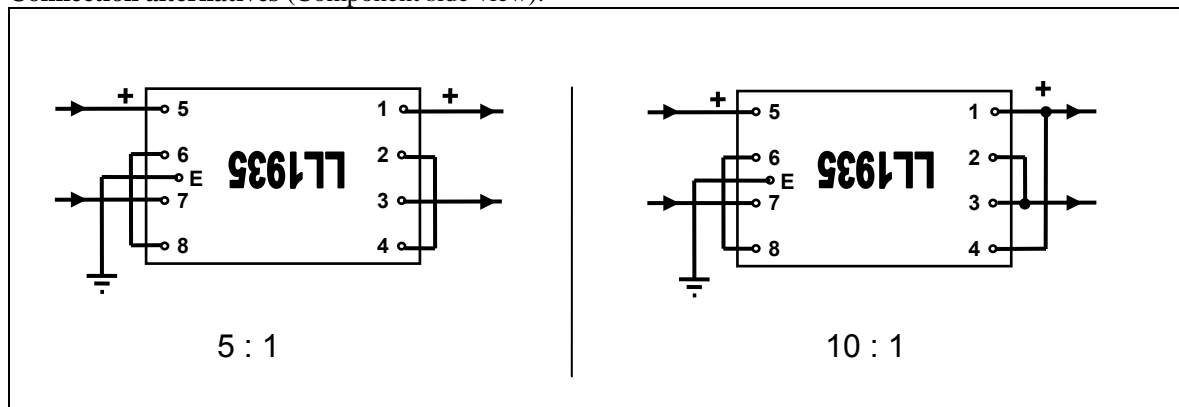 Connection alternatives (Component side view):
+ +
5 1
6 2
E
LL1935
7 3
8 4
5 : 1
+ +
5 1
6 2
E
LL1935
7 3
8 4
10 : 1